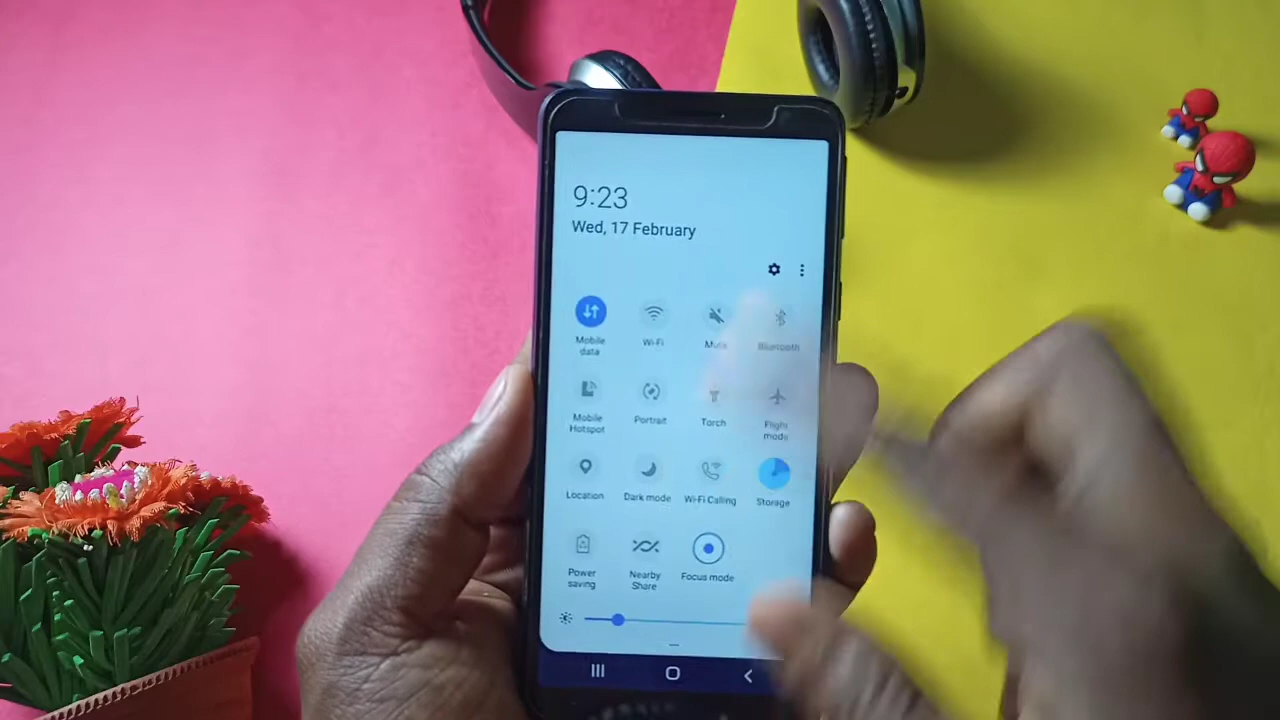 9:23
Wed, 17 February
Mobile
data
Wi-Fi
Mute
Bluetooth
Mobile
Hotspot
Portrait
Torch
Flight
mode
Location
Dark mode
Wi-Fi Calling
Storage
Power
saving
Nearby
Share
Focus mode